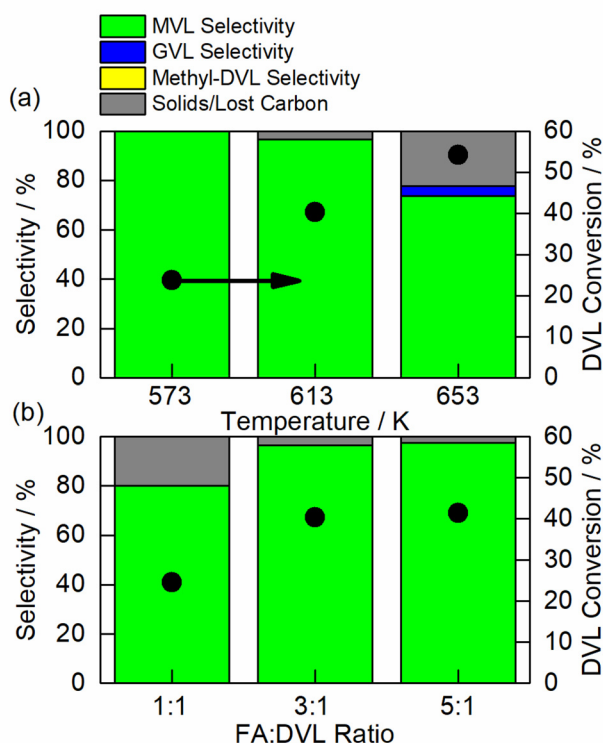 MVL Selectivity
GVL Selectivity
Methyl-DVL Selectivity
Solids/Lost Carbon
(a)
100 60
80 50
60 40
40 30
20 20
0 10
0
Selectivity / %
DVL Conversion / %
573 613 653
Temperature / K
(b)
100 60
80 50
60 40
40 30
20 20
0 10
0
Selectivity / %
DVL Conversion / %
1:1 3:1 5:1
FA:DVL Ratio